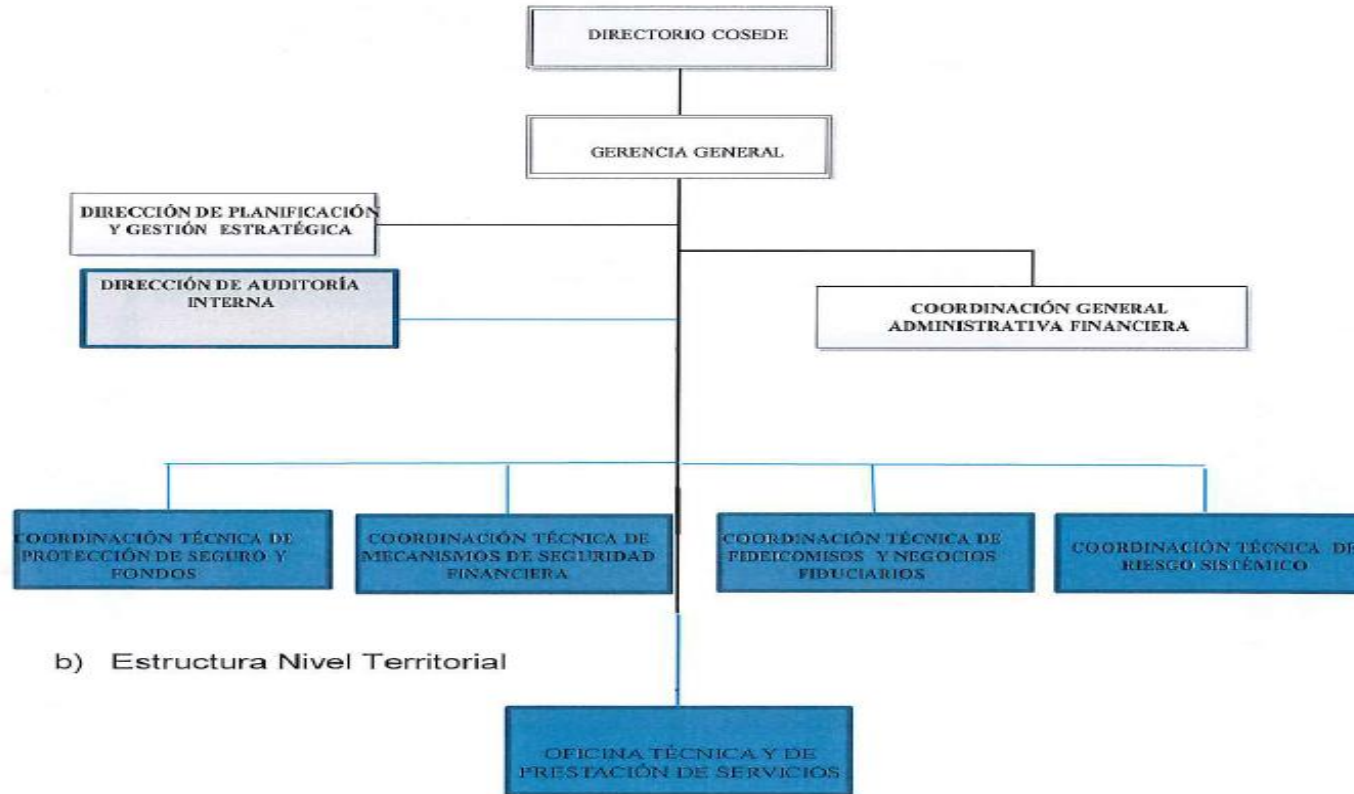 DIRECTORIO COSEDE
GERENCIA GENERAL
DIRECCIÓN DE PLANIFICACIÓN
Y GESTIÓN ESTRATÉGICA
DIRECCIÓN DE AUDITORÍA
INTERNA
COORDINACIÓN GENERAL
ADMINISTRATIVA FINANCIERA
COORDINACIÓN TÉCNICA DE
PROTECCIÓN DE SEGURO Y
FONDOS
COORDINACIÓN TÉCNICA DE
MECANISMOS DE SEGURIDAD
FINANCIERA
COORDINACIÓN TÉCNICA DE
FIDEICOMISOS Y NEGOCIOS
FIDUCIARIOS
COORDINACIÓN TÉCNICA DE
RIESGO SISTÉMICO
b) Estructura Nivel Territorial
OFICINA TÉCNICA Y DE
PRESTACIÓN DE SERVICIOS